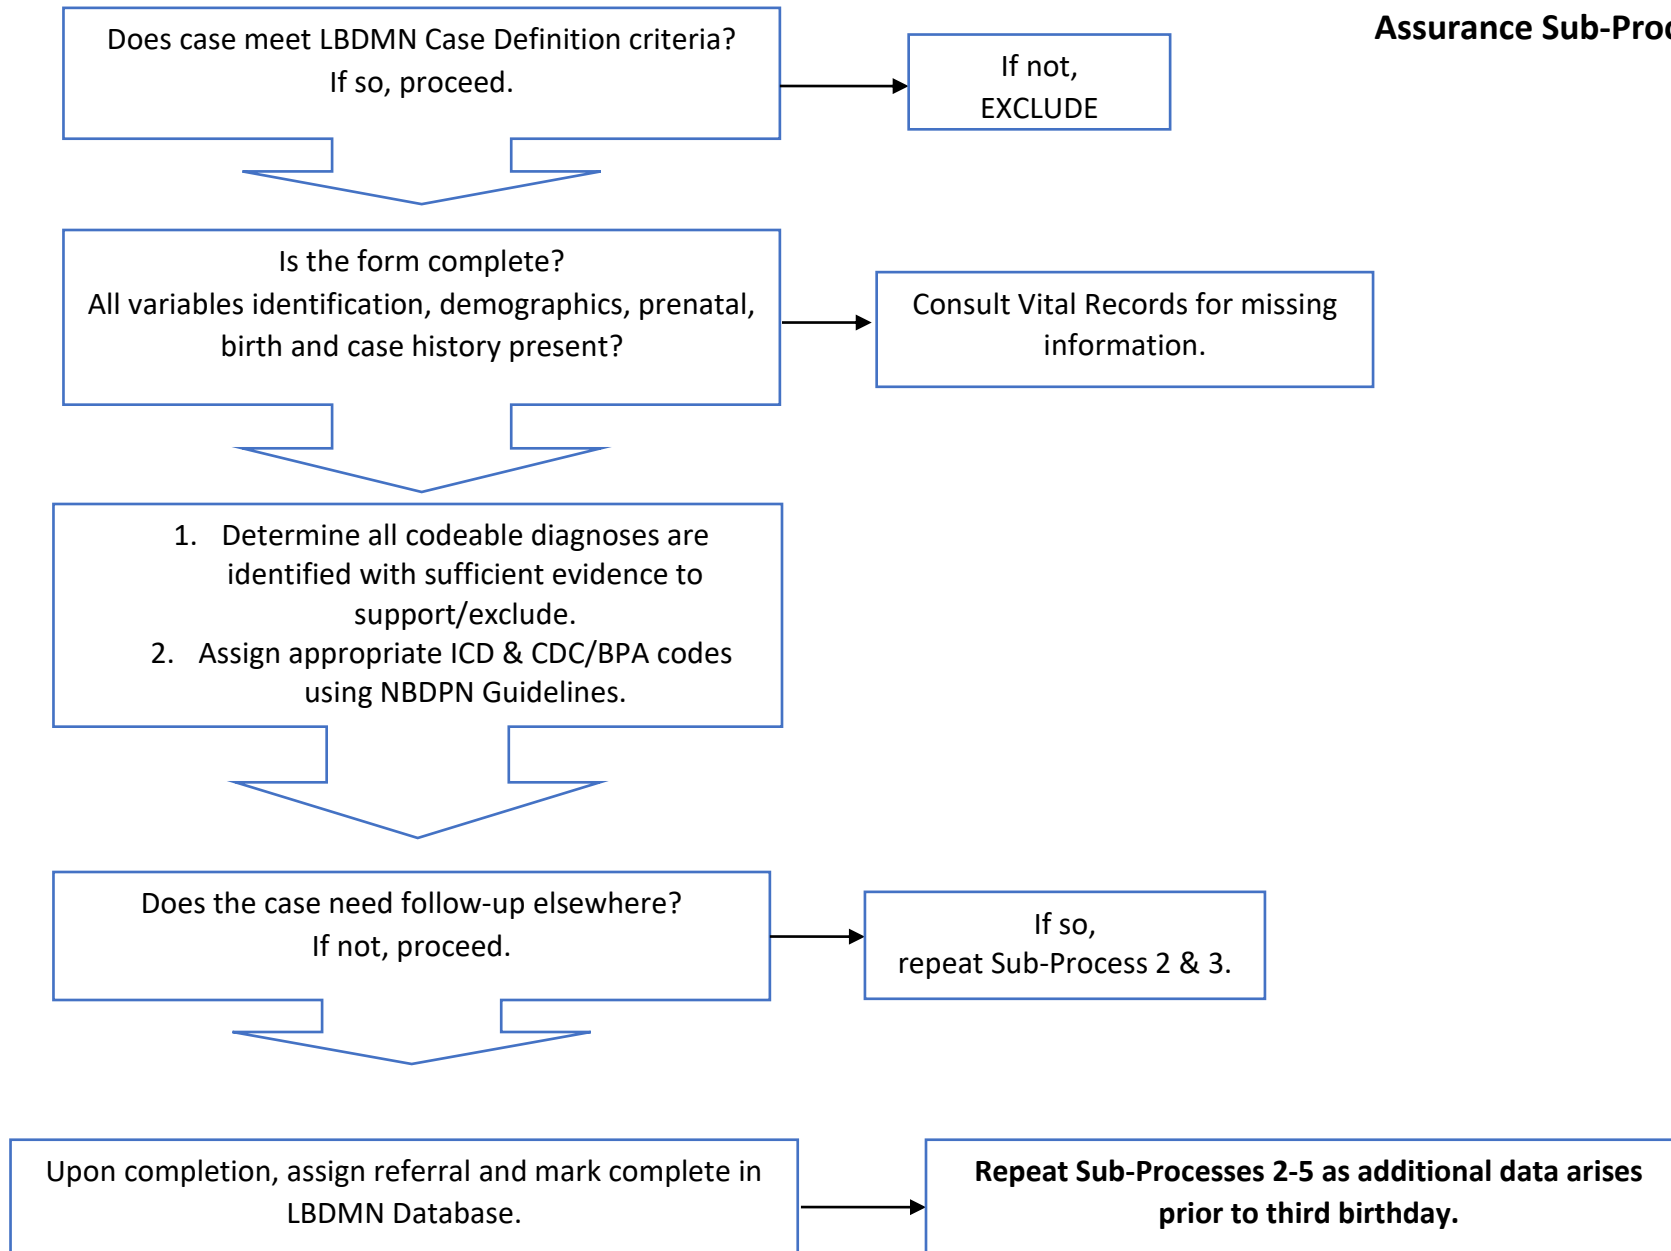 Assurance Sub-Proc
Does case meet LBDMN Case Definition criteria?
If so, proceed.
If not,
EXCLUDE
Is the form complete?
All variables identification, demographics, prenatal,
birth and case history present?
Consult Vital Records for missing
information.
1. Determine all codeable diagnoses are
identified with sufficient evidence to
support/exclude.
2. Assign appropriate ICD & CDC/BPA codes
using NBDPN Guidelines.
Does the case need follow-up elsewhere?
If not, proceed.
If so,
repeat Sub-Process 2 & 3.
Upon completion, assign referral and mark complete in
LBDMN Database.
Repeat Sub-Processes 2-5 as additional data arises
prior to third birthday.